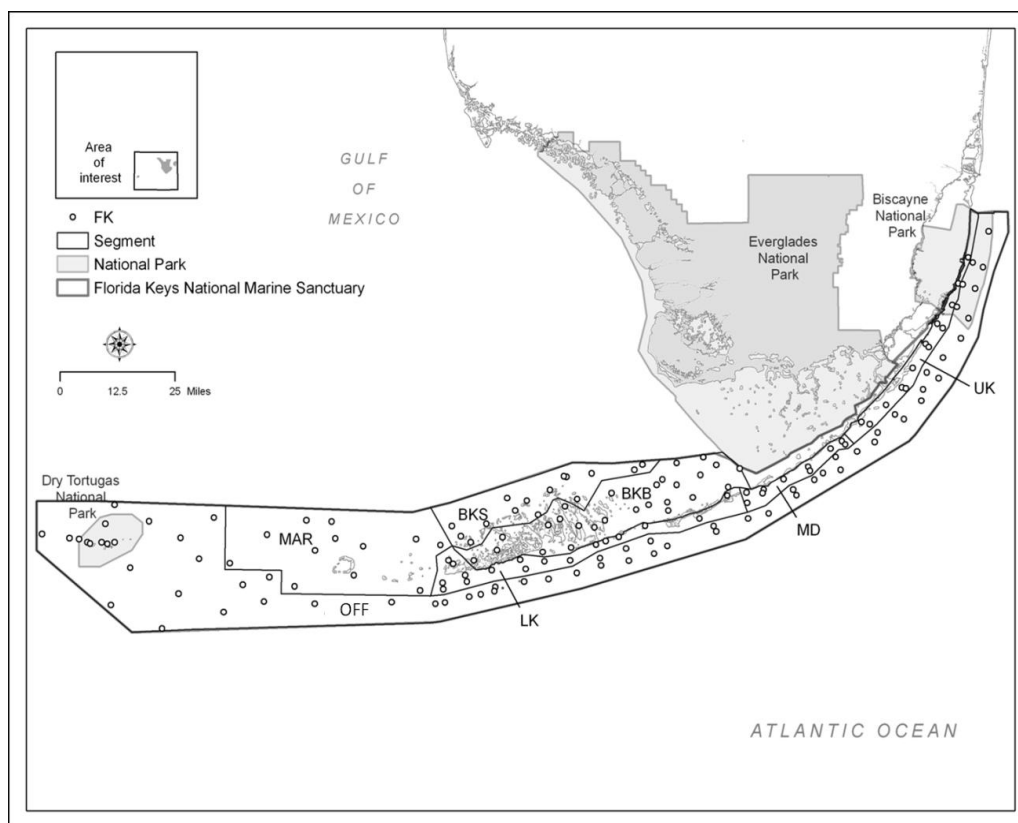 Area
of
interest
FK
Segment
National Park
Florida Keys National Marine Sanctuary
0 12.5 25 Miles
GULF
OF
MEXICO
Biscayne
National
Park
Everglades
National
Park
UK
Dry Tortugas
National
Park
BKS
BKB
MAR
MD
OFF
LK
ATLANTIC OCEAN